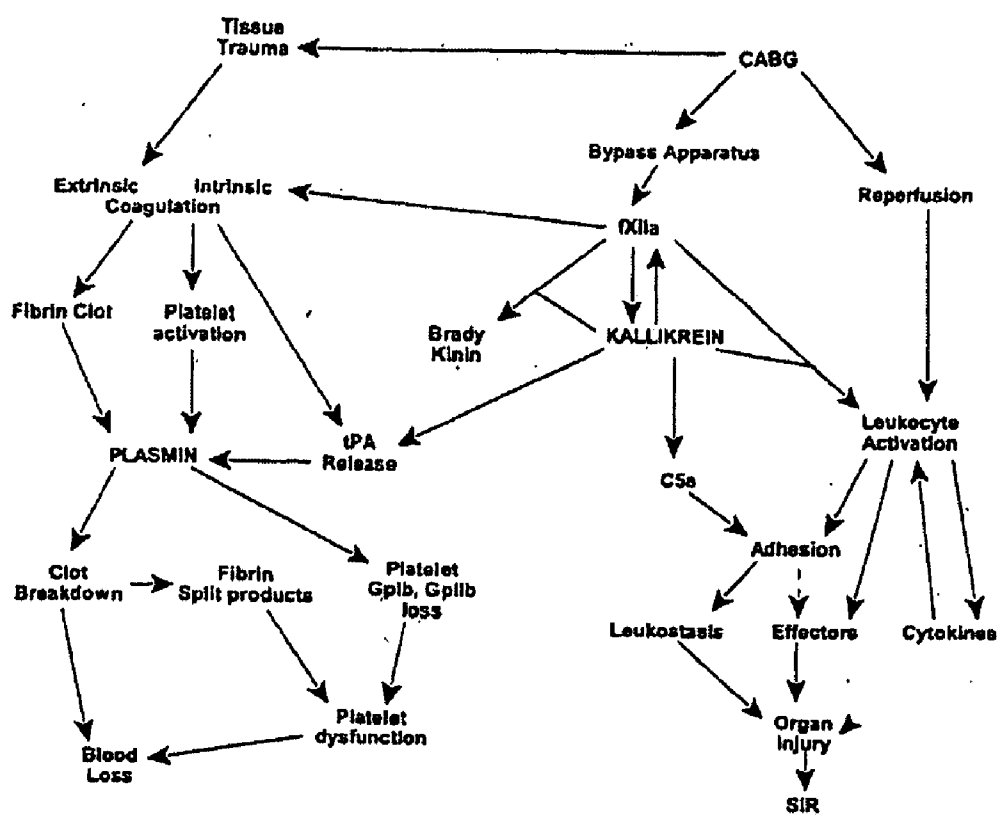 Tissue
Trauma
CABG
Bypass Apparatus
Extrinsic Intrinsic
Coagulation
Reperfusion
fXIIa
Fibrin Clot
Platelet
activation
Brady
Kinin
KALLIKREIN
Leukocyte
Activation
PLASMIN
tPA
Release
C5a
Adhesion
Clot
Breakdown
Fibrin
Split products
Platelet
Gpib, Gpiib
loss
Leukostasis
Effectors
Cytokines
Platelet
dysfunction
Organ
injury
Blood
Loss
SIR